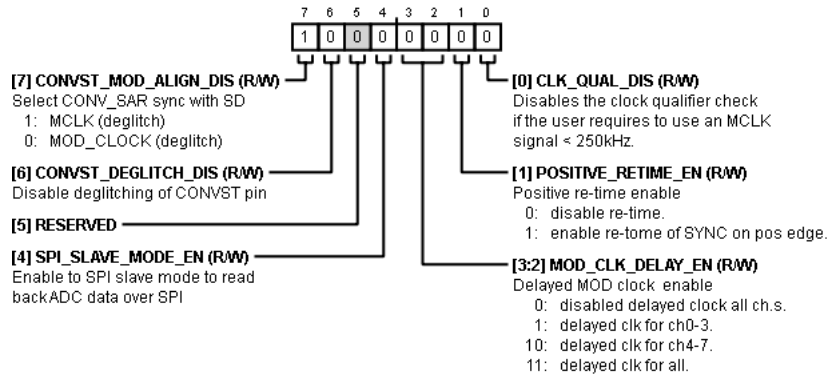 7 6 5 4 3 2 1 0
1 0 0 0 0 0 0 0
[7] CONVST_MOD_ALIGN_DIS (R/W)
Select CONV_SAR sync with SD
1: MCLK (deglitch)
0: MOD_CLOCK (deglitch)
[6] CONVST_DEGLITCH_DIS (R/W)
Disable deglitching of CONVST pin
[5] RESERVED
[4] SPI_SLAVE_MODE_EN (R/W)
Enable to SPI slave mode to read
back ADC data over SPI
[0] CLK_QUAL_DIS (R/W)
Disables the clock qualifier check
if the user requires to use an MCLK
signal < 250kHz.
[1] POSITIVE_RETIME_EN (R/W)
Positive re-time enable
0: disable re-time.
1: enable re-tome of SYNC on pos edge.
[3:2] MOD_CLK_DELAY_EN (R/W)
Delayed MOD clock enable
0: disabled delayed clock all ch.s.
1: delayed clk for ch0-3.
10: delayed clk for ch4-7.
11: delayed clk for all.